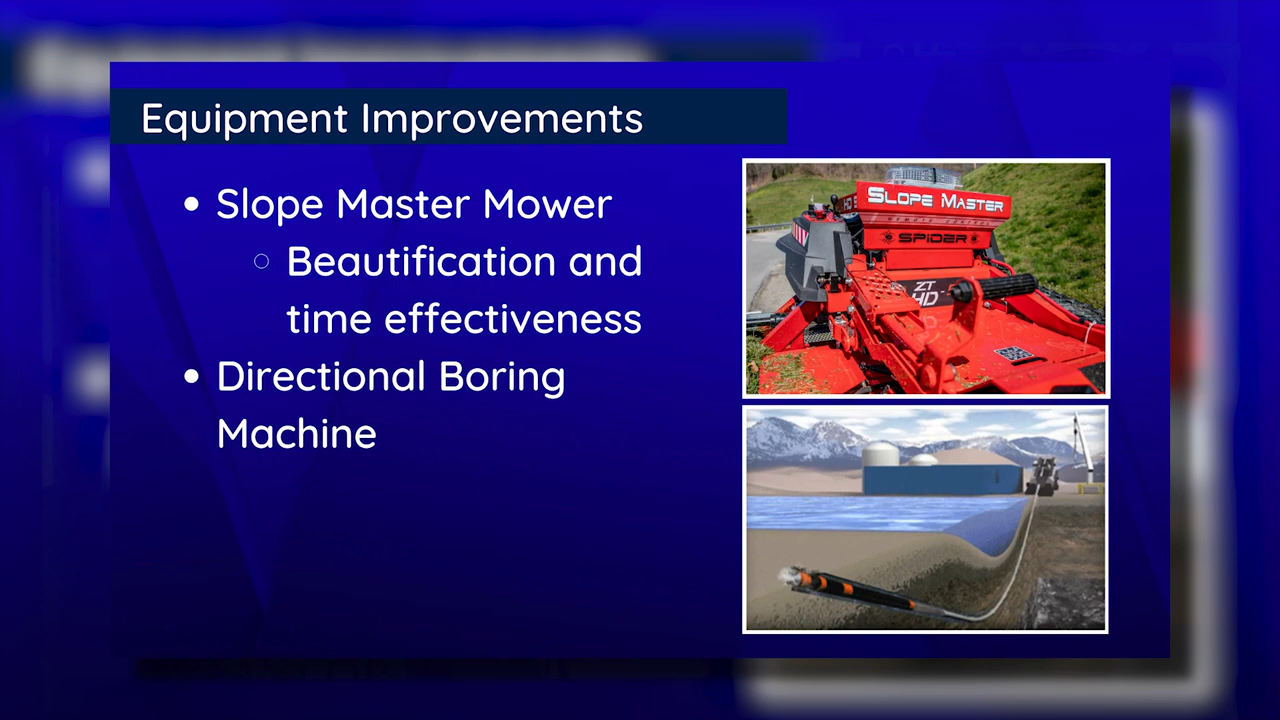 Equipment Improvements
Slope Master Mower
Beautification and
time effectiveness
Directional Boring
Machine
SLOPE MASTER
SPIDER
ZT
HD